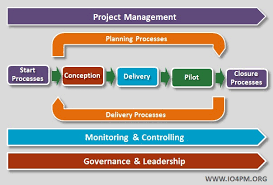 Project Management
Planning Processes
Start
Processes
Conception
Delivery
Pilot
Closure
Processes
Delivery Processes
Monitoring & Controlling
Governance & Leadership
WWW.IO4PM.ORG